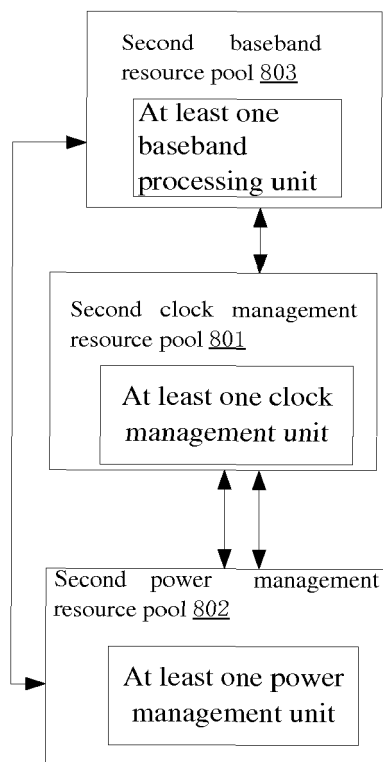 Second baseband
resource pool 803
At least one
baseband
processing unit
Second clock management
resource pool 801
At least one clock
management unit
Second power management
resource pool 802
At least one power
management unit